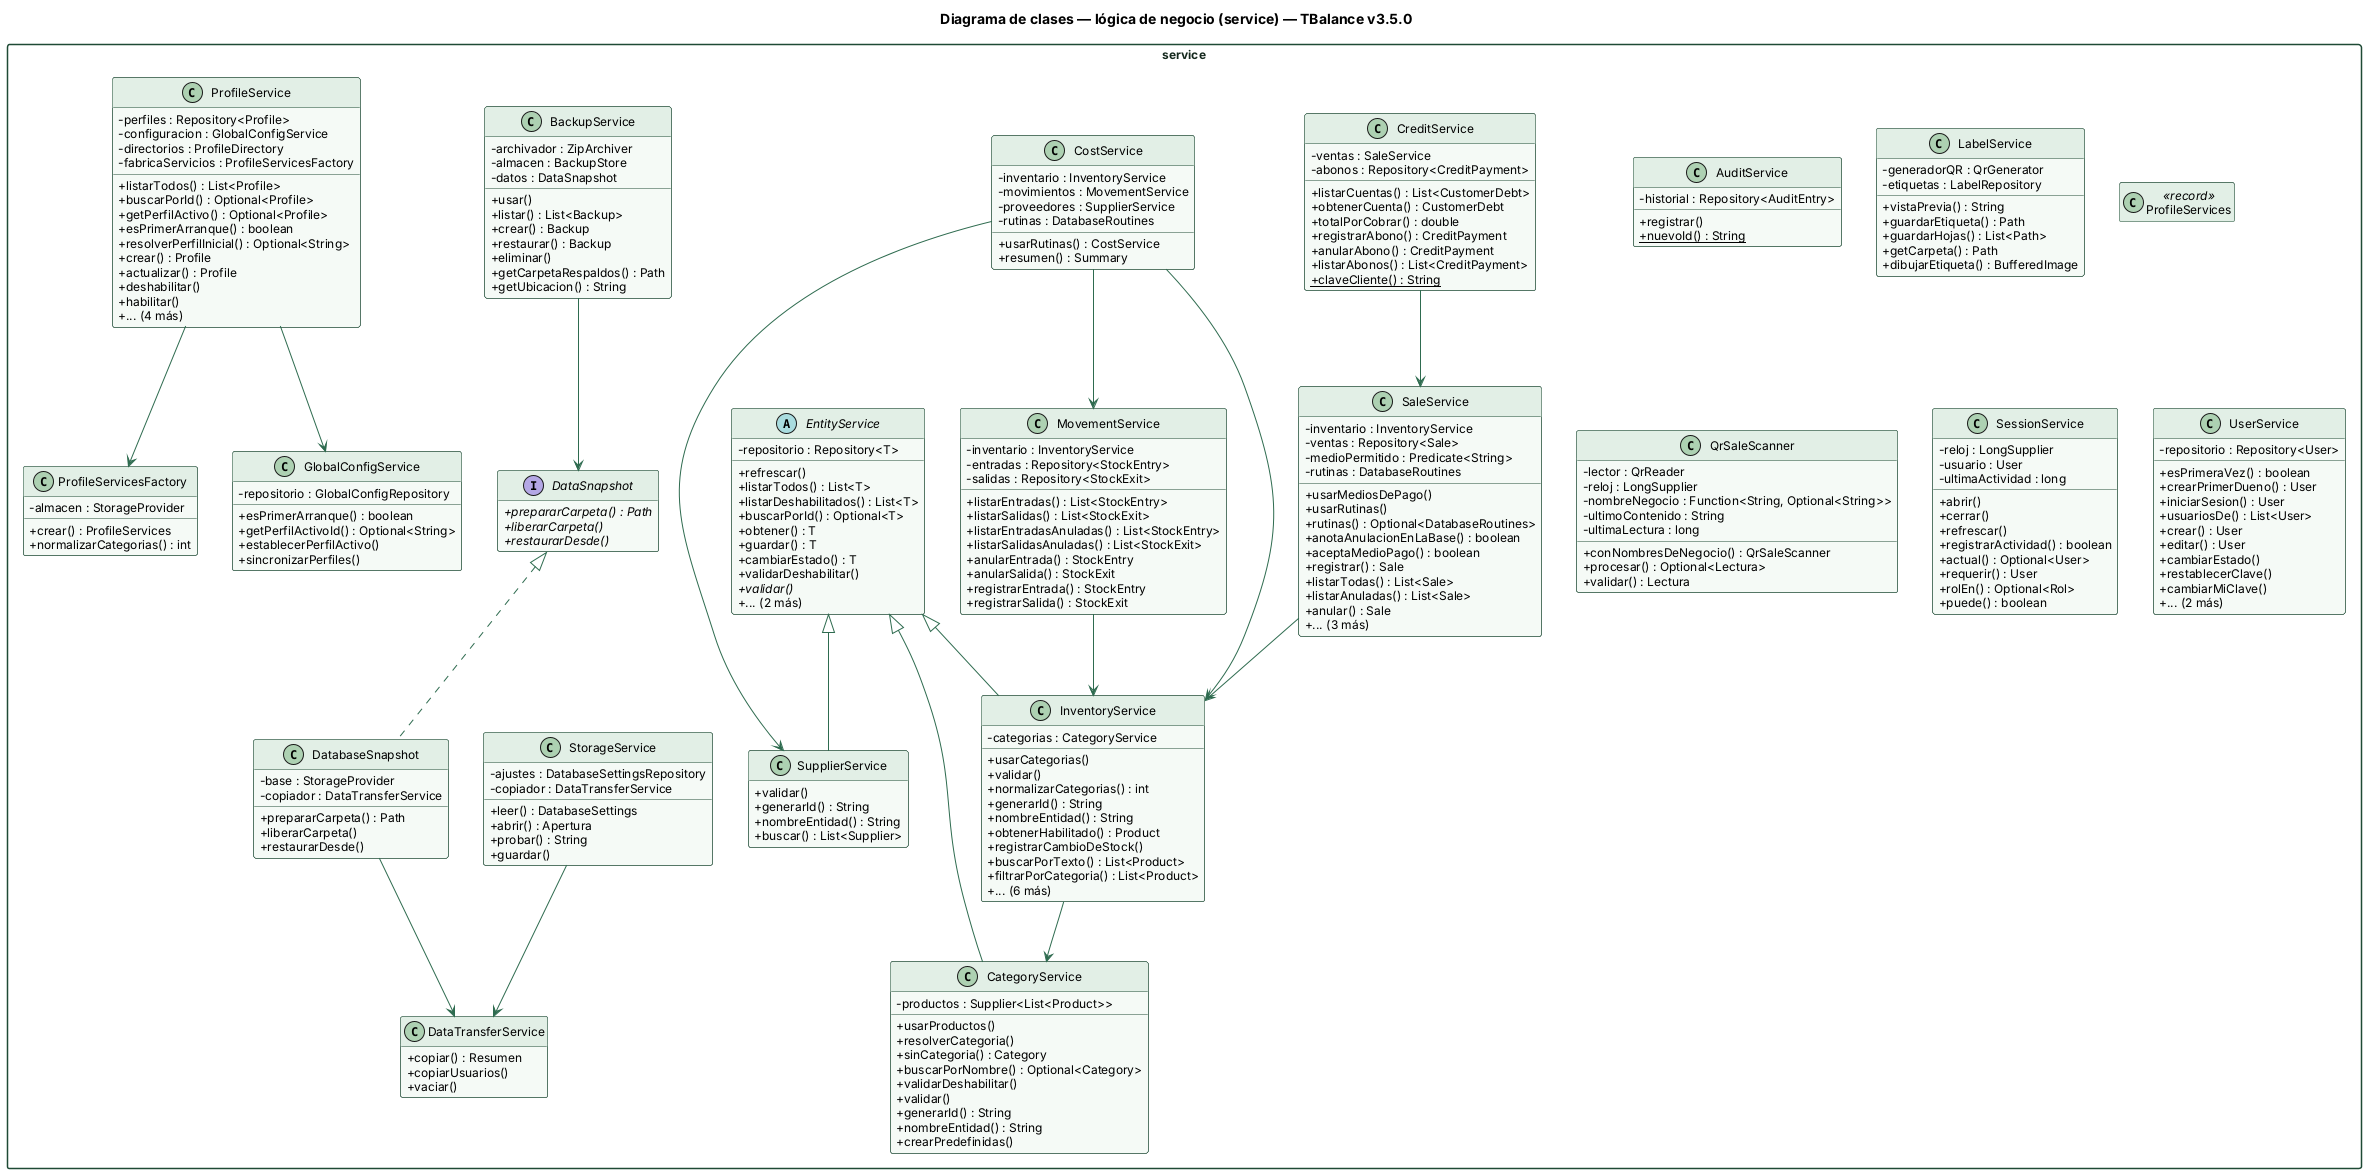 Diagrama de clases — lógica de negocio (service) — TBalance v3.5.0
service
C ProfileService
-perfiles : Repository<Profile>
-configuracion : GlobalConfigService
-directorios : ProfileDirectory
-fabricaServicios : ProfileServicesFactory
+listarTodos() : List<Profile>
+buscarPorId() : Optional<Profile>
+getPerfilActivo() : Optional<Profile>
+esPrimerArranque() : boolean
+resolverPerfilInicial() : Optional<String>
+crear() : Profile
+actualizar() : Profile
+deshabilitar()
+habilitar()
+... (4 más)
C BackupService
-archivador : ZipArchiver
-almacen : BackupStore
-datos : DataSnapshot
+usar()
+listar() : List<Backup>
+crear() : Backup
+restaurar() : Backup
+eliminar()
+getCarpetaRespaldos() : Path
+getUbicacion() : String
C CostService
-inventario : InventoryService
-movimientos : MovementService
-proveedores : SupplierService
-rutinas : DatabaseRoutines
+usarRutinas() : CostService
+resumen() : Summary
C CreditService
-ventas : SaleService
-abonos : Repository<CreditPayment>
+listarCuentas() : List<CustomerDebt>
+obtenerCuenta() : CustomerDebt
+totalPorCobrar() : double
+registrarAbono() : CreditPayment
+anularAbono() : CreditPayment
+listarAbonos() : List<CreditPayment>
+claveCliente() : String
C AuditService
-historial : Repository<AuditEntry>
+registrar()
+nuevoId() : String
C LabelService
-generadorQR : QrGenerator
-etiquetas : LabelRepository
+vistaPrevia() : String
+guardarEtiqueta() : Path
+guardarHojas() : List<Path>
+getCarpeta() : Path
+dibujarEtiqueta() : BufferedImage
C «record»
ProfileServices
C ProfileServicesFactory
-almacen : StorageProvider
+crear() : ProfileServices
+normalizarCategorias() : int
C GlobalConfigService
-repositorio : GlobalConfigRepository
+esPrimerArranque() : boolean
+getPerfilActivoId() : Optional<String>
+establecerPerfilActivo()
+sincronizarPerfiles()
I DataSnapshot
+prepararCarpeta() : Path
+liberarCarpeta()
+restaurarDesde()
A EntityService
-repositorio : Repository<T>
+refrescar()
+listarTodos() : List<T>
+listarDeshabilitados() : List<T>
+buscarPorId() : Optional<T>
+obtener() : T
+guardar() : T
+cambiarEstado() : T
+validarDeshabilitar()
+validar()
+... (2 más)
C MovementService
-inventario : InventoryService
-entradas : Repository<StockEntry>
-salidas : Repository<StockExit>
+listarEntradas() : List<StockEntry>
+listarSalidas() : List<StockExit>
+listarEntradasAnuladas() : List<StockEntry>
+listarSalidasAnuladas() : List<StockExit>
+anularEntrada() : StockEntry
+anularSalida() : StockExit
+registrarEntrada() : StockEntry
+registrarSalida() : StockExit
C SaleService
-inventario : InventoryService
-ventas : Repository<Sale>
-medioPermitido : Predicate<String>
-rutinas : DatabaseRoutines
+usarMediosDePago()
+usarRutinas()
+rutinas() : Optional<DatabaseRoutines>
+anotaAnulacionEnLaBase() : boolean
+aceptaMedioPago() : boolean
+registrar() : Sale
+listarTodas() : List<Sale>
+listarAnuladas() : List<Sale>
+anular() : Sale
+... (3 más)
C QrSaleScanner
-lector : QrReader
-reloj : LongSupplier
-nombreNegocio : Function<String, Optional<String>>
-ultimoContenido : String
-ultimaLectura : long
+conNombresDeNegocio() : QrSaleScanner
+procesar() : Optional<Lectura>
+validar() : Lectura
C SessionService
-reloj : LongSupplier
-usuario : User
-ultimaActividad : long
+abrir()
+cerrar()
+refrescar()
+registrarActividad() : boolean
+actual() : Optional<User>
+requerir() : User
+rolEn() : Optional<Rol>
+puede() : boolean
C UserService
-repositorio : Repository<User>
+esPrimeraVez() : boolean
+crearPrimerDueno() : User
+iniciarSesion() : User
+usuariosDe() : List<User>
+crear() : User
+editar() : User
+cambiarEstado()
+restablecerClave()
+cambiarMiClave()
+... (2 más)
C DatabaseSnapshot
-base : StorageProvider
-copiador : DataTransferService
+prepararCarpeta() : Path
+liberarCarpeta()
+restaurarDesde()
C StorageService
-ajustes : DatabaseSettingsRepository
-copiador : DataTransferService
+leer() : DatabaseSettings
+abrir() : Apertura
+probar() : String
+guardar()
C SupplierService
+validar()
+generarId() : String
+nombreEntidad() : String
+buscar() : List<Supplier>
C InventoryService
-categorias : CategoryService
+usarCategorias()
+validar()
+normalizarCategorias() : int
+generarId() : String
+nombreEntidad() : String
+obtenerHabilitado() : Product
+registrarCambioDeStock()
+buscarPorTexto() : List<Product>
+filtrarPorCategoria() : List<Product>
+... (6 más)
C DataTransferService
+copiar() : Resumen
+copiarUsuarios()
+vaciar()
C CategoryService
-productos : Supplier<List<Product>>
+usarProductos()
+resolverCategoria()
+sinCategoria() : Category
+buscarPorNombre() : Optional<Category>
+validarDeshabilitar()
+validar()
+generarId() : String
+nombreEntidad() : String
+crearPredefinidas()